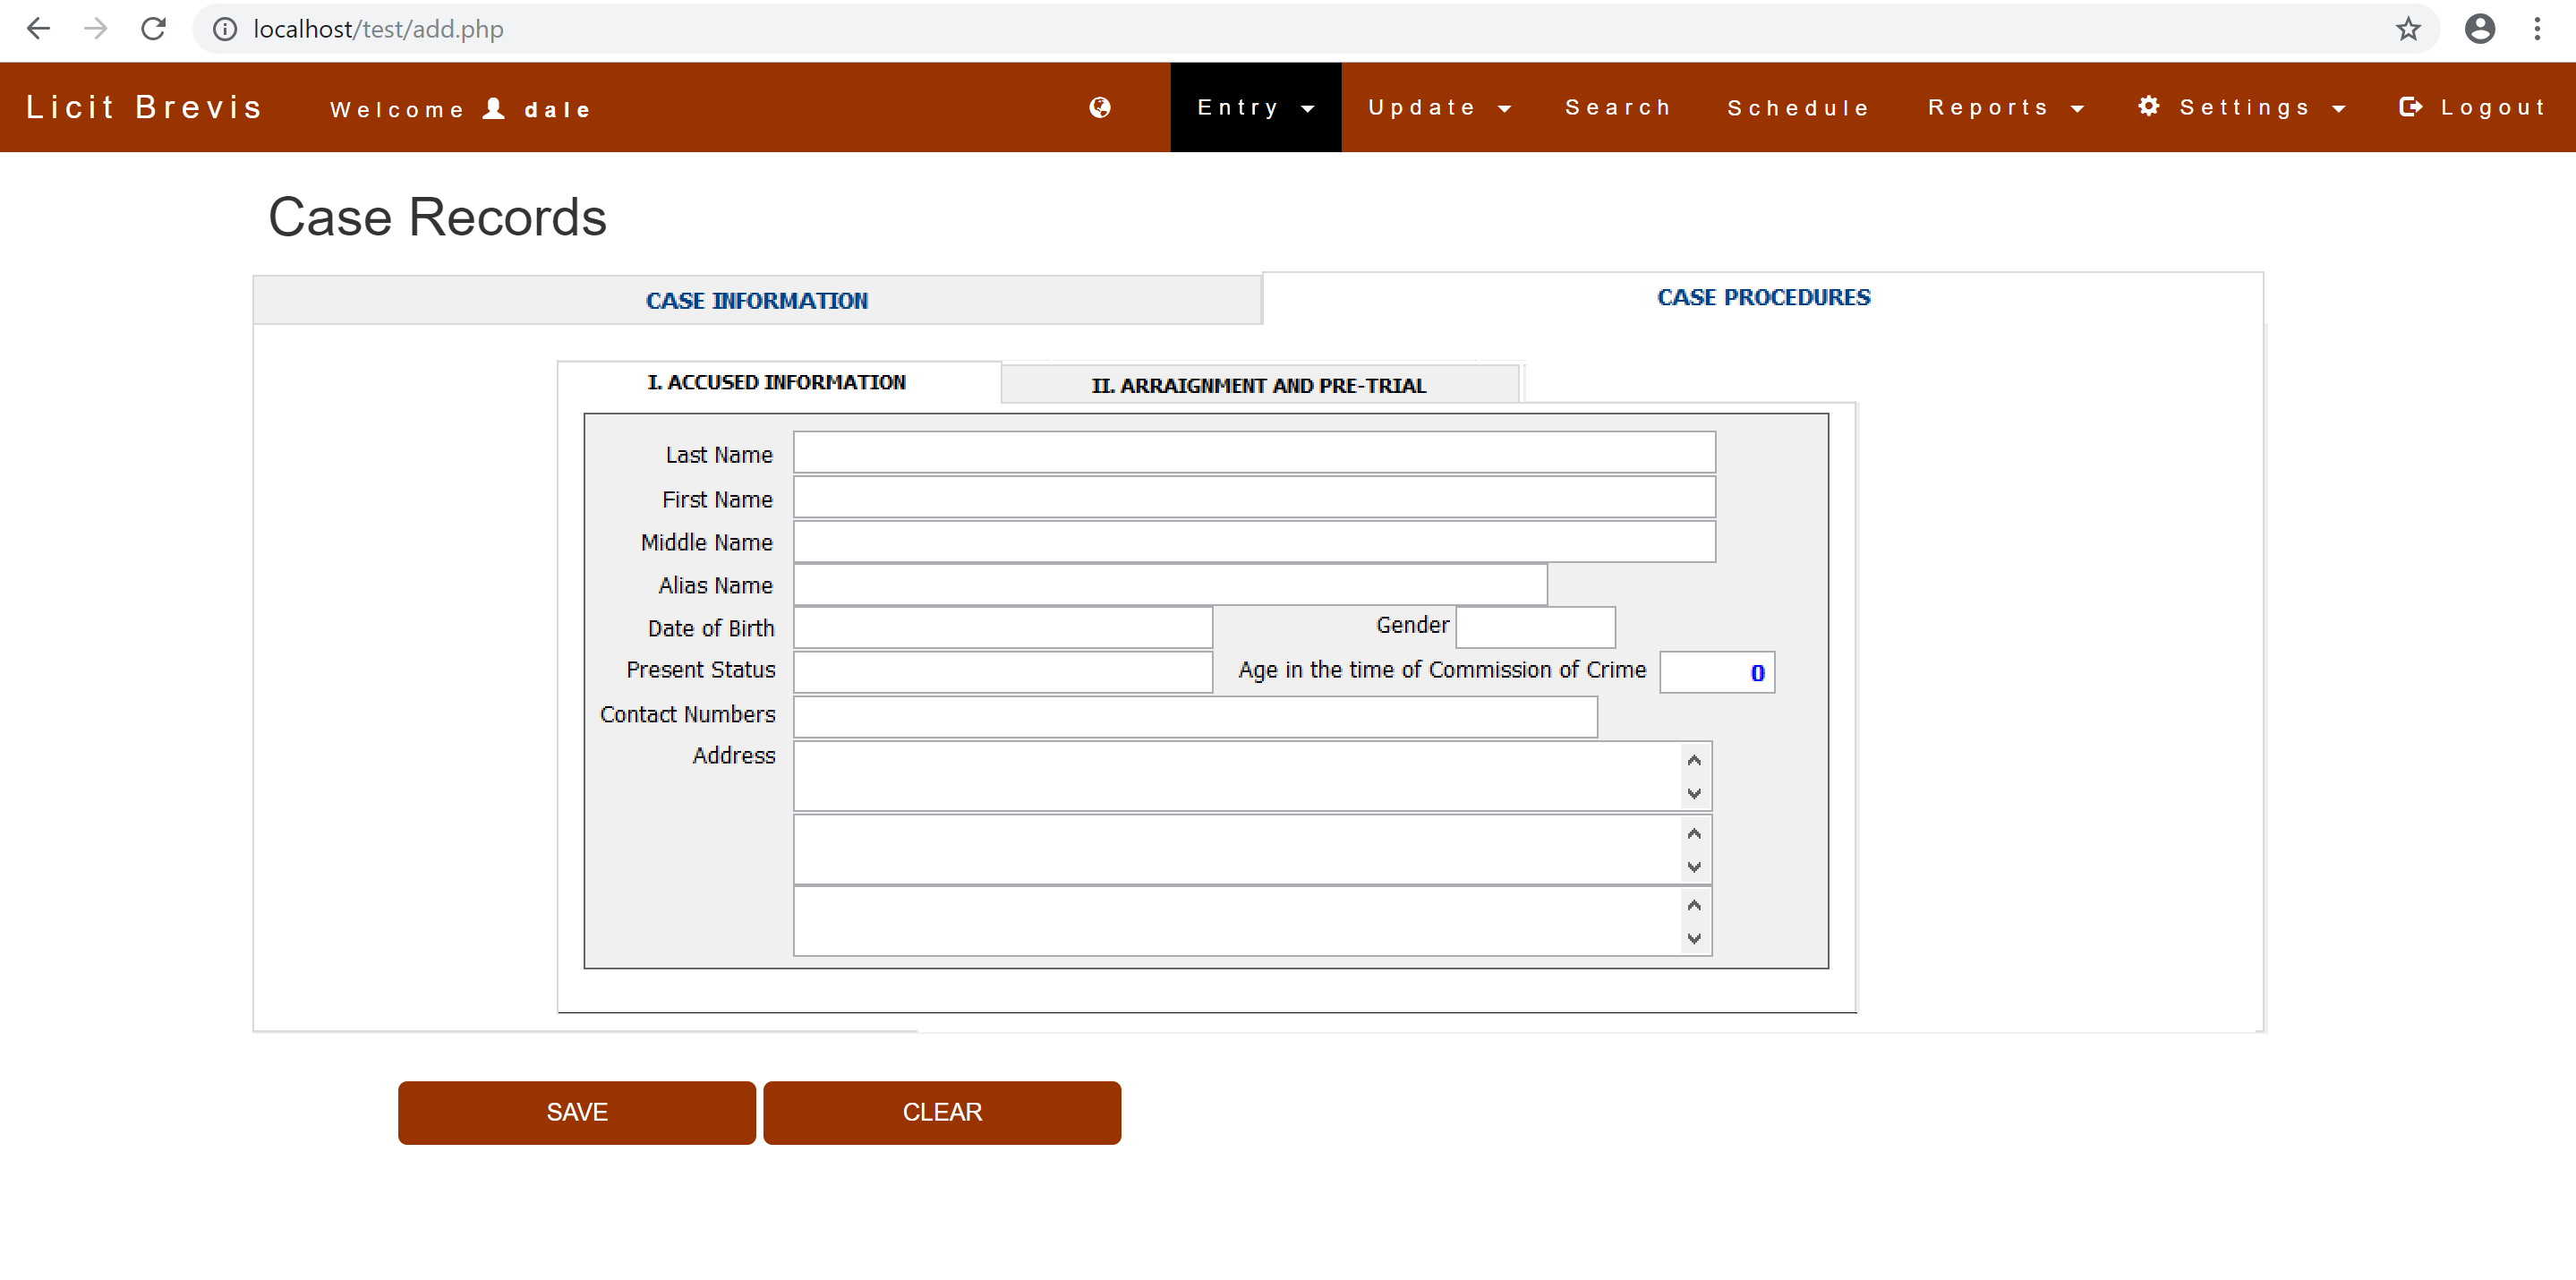 localhost/test/add.php
Licit Brevis Welcome dale Entry Update Search Schedule Reports Settings Logout
Case Records
CASE INFORMATION CASE PROCEDURES
I. ACCUSED INFORMATION II. ARRAIGNMENT AND PRE-TRIAL
Last Name
First Name
Middle Name
Alias Name
Date of Birth Gender
Present Status Age in the time of Commission of Crime 0
Contact Numbers
Address
SAVE CLEAR